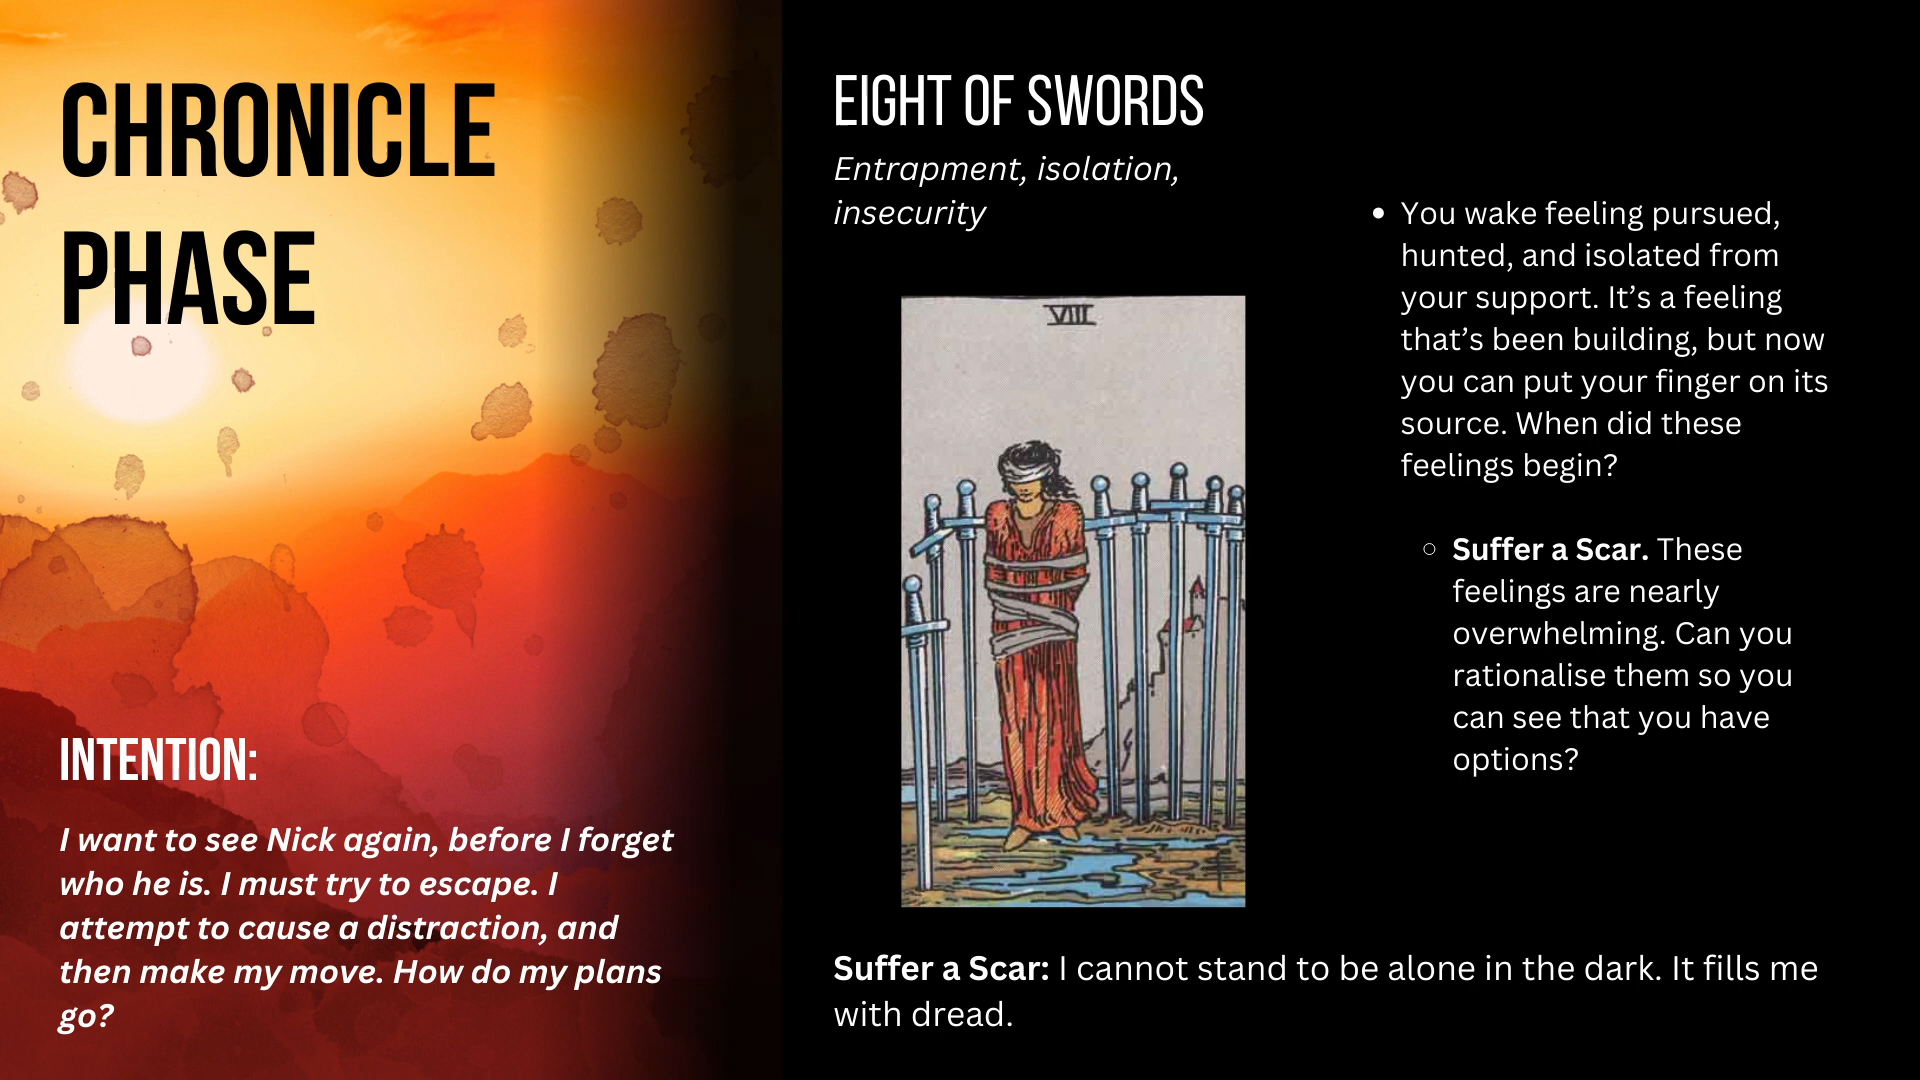 CHRONICLE
PHASE
INTENTION:
I want to see Nick again, before I forget
who he is. I must try to escape. I
attempt to cause a distraction, and
then make my move. How do my plans
go?
EIGHT OF SWORDS
Entrapment, isolation,
insecurity
VIII
• You wake feeling pursued,
hunted, and isolated from
your support. It’s a feeling
that’s been building, but now
you can put your finger on its
source. When did these
feelings begin?
○ Suffer a Scar. These
feelings are nearly
overwhelming. Can you
rationalise them so you
can see that you have
options?
Suffer a Scar: I cannot stand to be alone in the dark. It fills me
with dread.